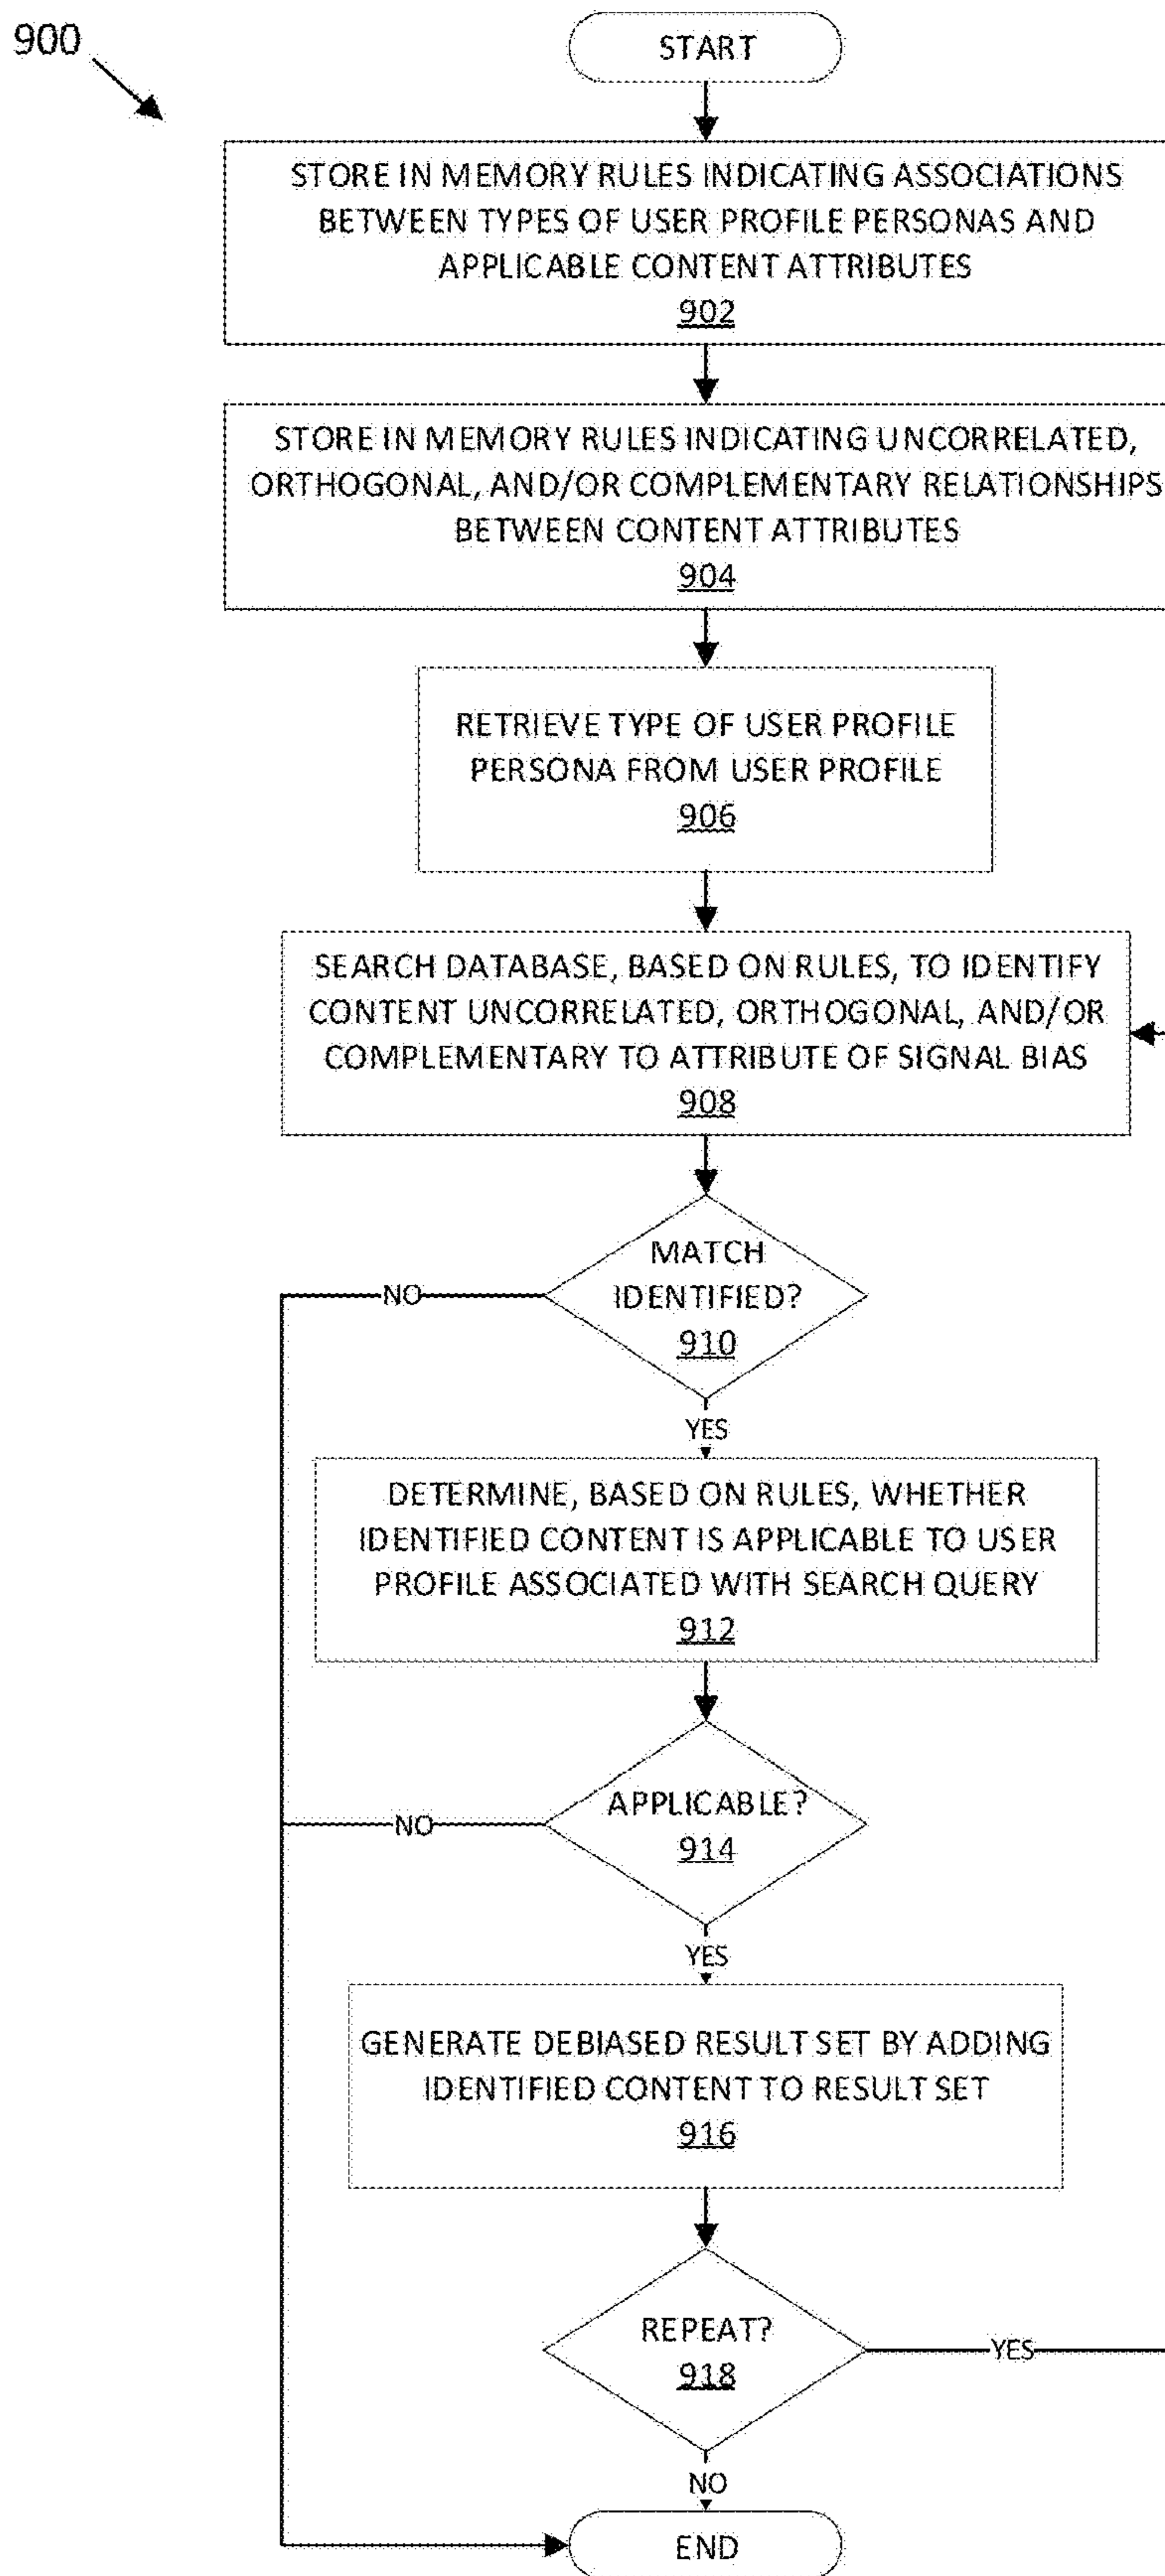 900
START
STORE IN MEMORY RULES INDICATING ASSOCIATIONS
BETWEEN TYPES OF USER PROFILE PERSONAS AND
APPLICABLE CONTENT ATTRIBUTES
902
STORE IN MEMORY RULES INDICATING UNCORRELATED,
ORTHOGONAL, AND/OR COMPLEMENTARY RELATIONSHIPS
BETWEEN CONTENT ATTRIBUTES
904
RETRIEVE TYPE OF USER PROFILE
PERSONA FROM USER PROFILE
906
SEARCH DATABASE, BASED ON RULES, TO IDENTIFY
CONTENT UNCORRELATED, ORTHOGONAL, AND/OR
COMPLEMENTARY TO ATTRIBUTE OF SIGNAL BIAS
908
MATCH
IDENTIFIED?
910
NO
YES
DETERMINE, BASED ON RULES, WHETHER
IDENTIFIED CONTENT IS APPLICABLE TO USER
PROFILE ASSOCIATED WITH SEARCH QUERY
912
APPLICABLE?
914
NO
YES
GENERATE DEBIASED RESULT SET BY ADDING
IDENTIFIED CONTENT TO RESULT SET
916
REPEAT?
918
YES
NO
END